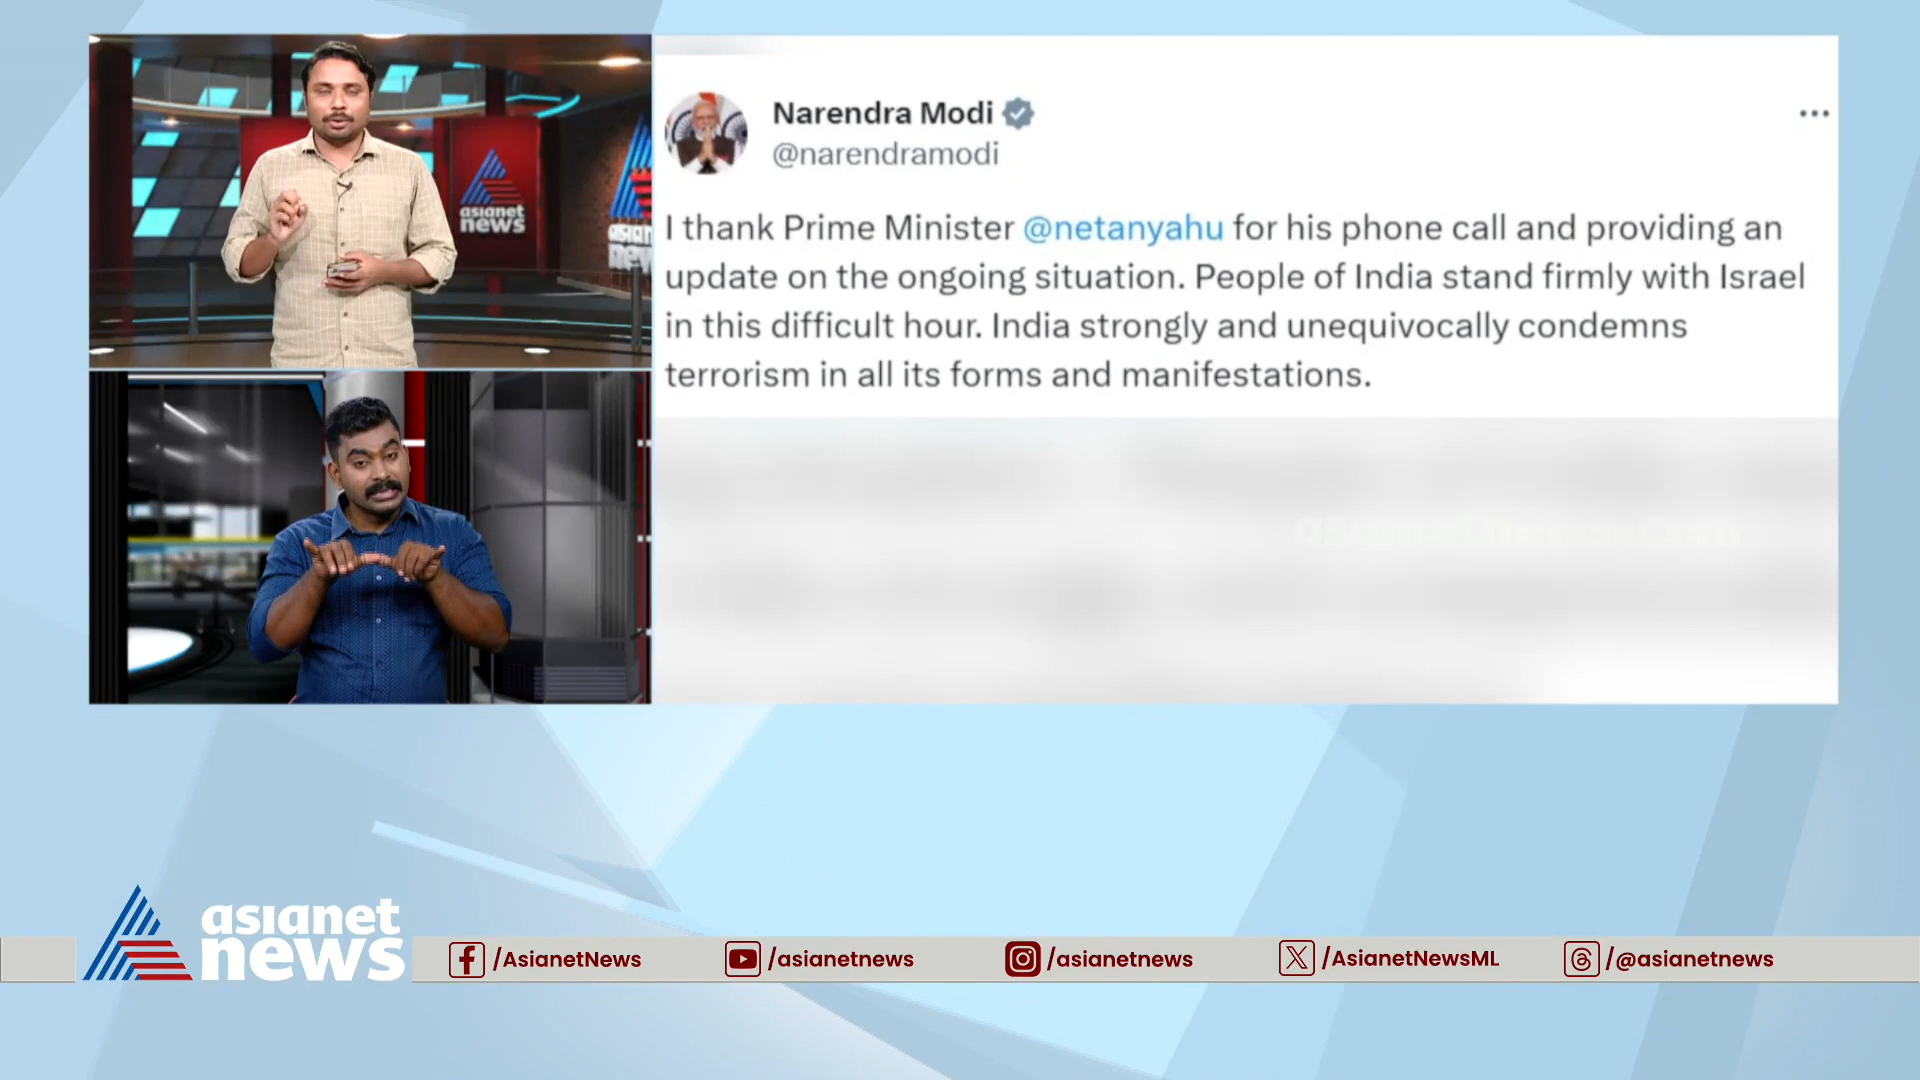 asianet
news
Narendra Modi
@narendramodi
I thank Prime Minister @netanyahu for his phone call and providing an
update on the ongoing situation. People of India stand firmly with Israel
in this difficult hour. India strongly and unequivocally condemns
terrorism in all its forms and manifestations.
asianetnews.com
asianet
news
/AsianetNews
/asianetnews
/asianetnews
/AsianetNewsML
/@asianetnews